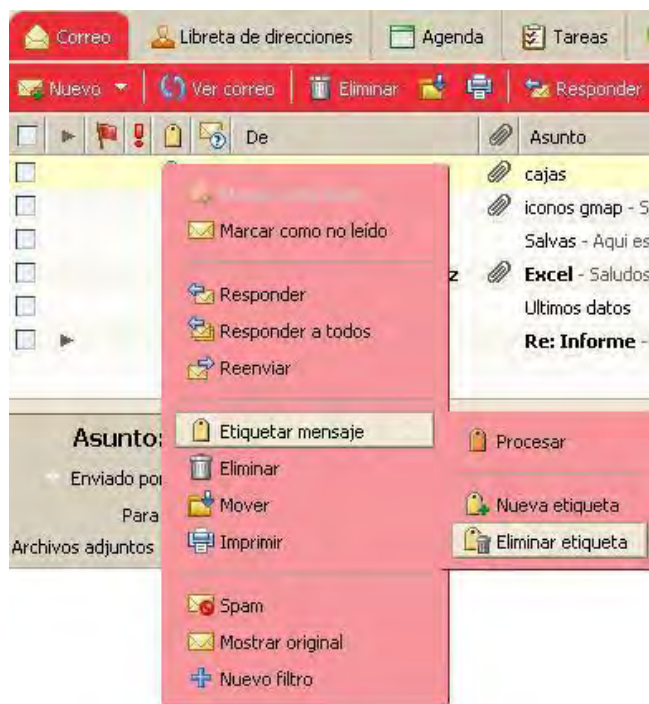 Correo Libreta de direcciones Agenda Tareas
Nuevo Ver correo Eliminar Responder
De Asunto
cajas
Marcar como no leído iconos gmap - S
Salvas - Aqui es
Responder z Excel - Saludos
Responder a todos Ultimos datos
Reenviar Re: Informe -
Asunto: Etiquetar mensaje Procesar
Enviado por Eliminar
Para Mover Nueva etiqueta
Archivos adjuntos Imprimir Eliminar etiqueta
Spam
Mostrar original
Nuevo filtro